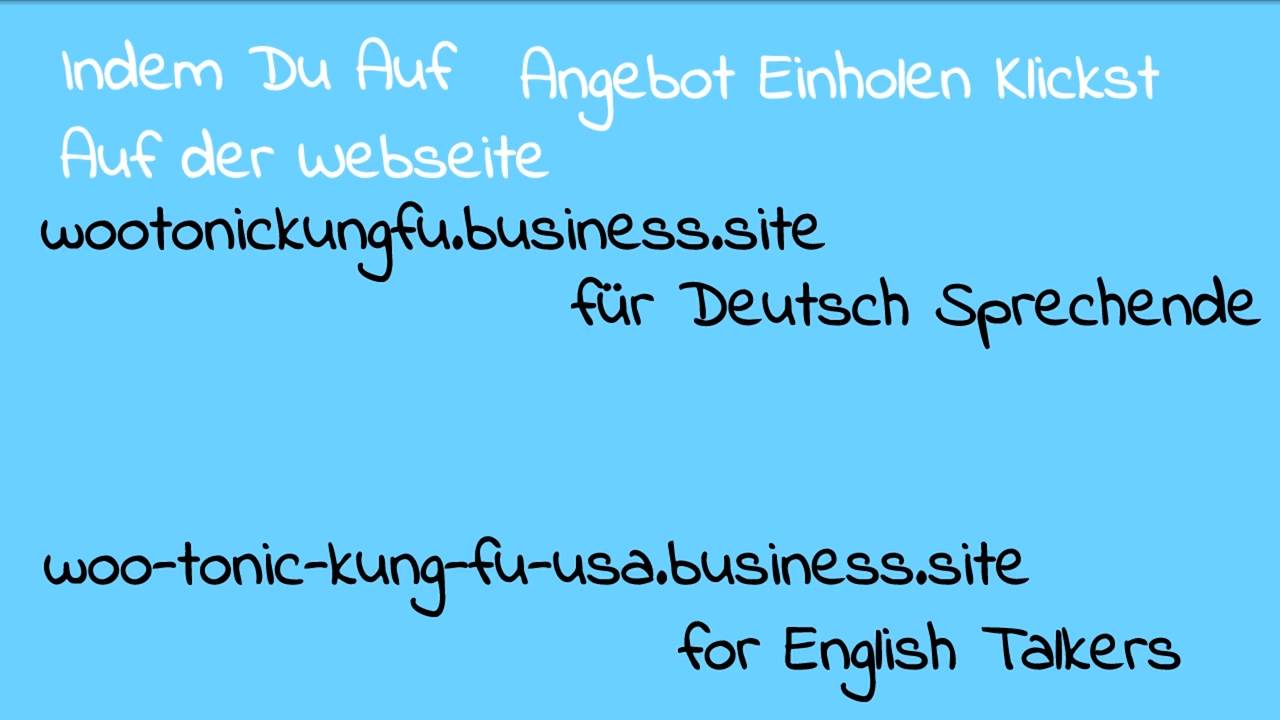 Indem Du Auf Angebot Einholen Klickst
Auf der Webseite
wootonickungfu.business.site
für Deutsch Sprechende
woo-tonic-kung-fu-usa.business.site
for English Talkers